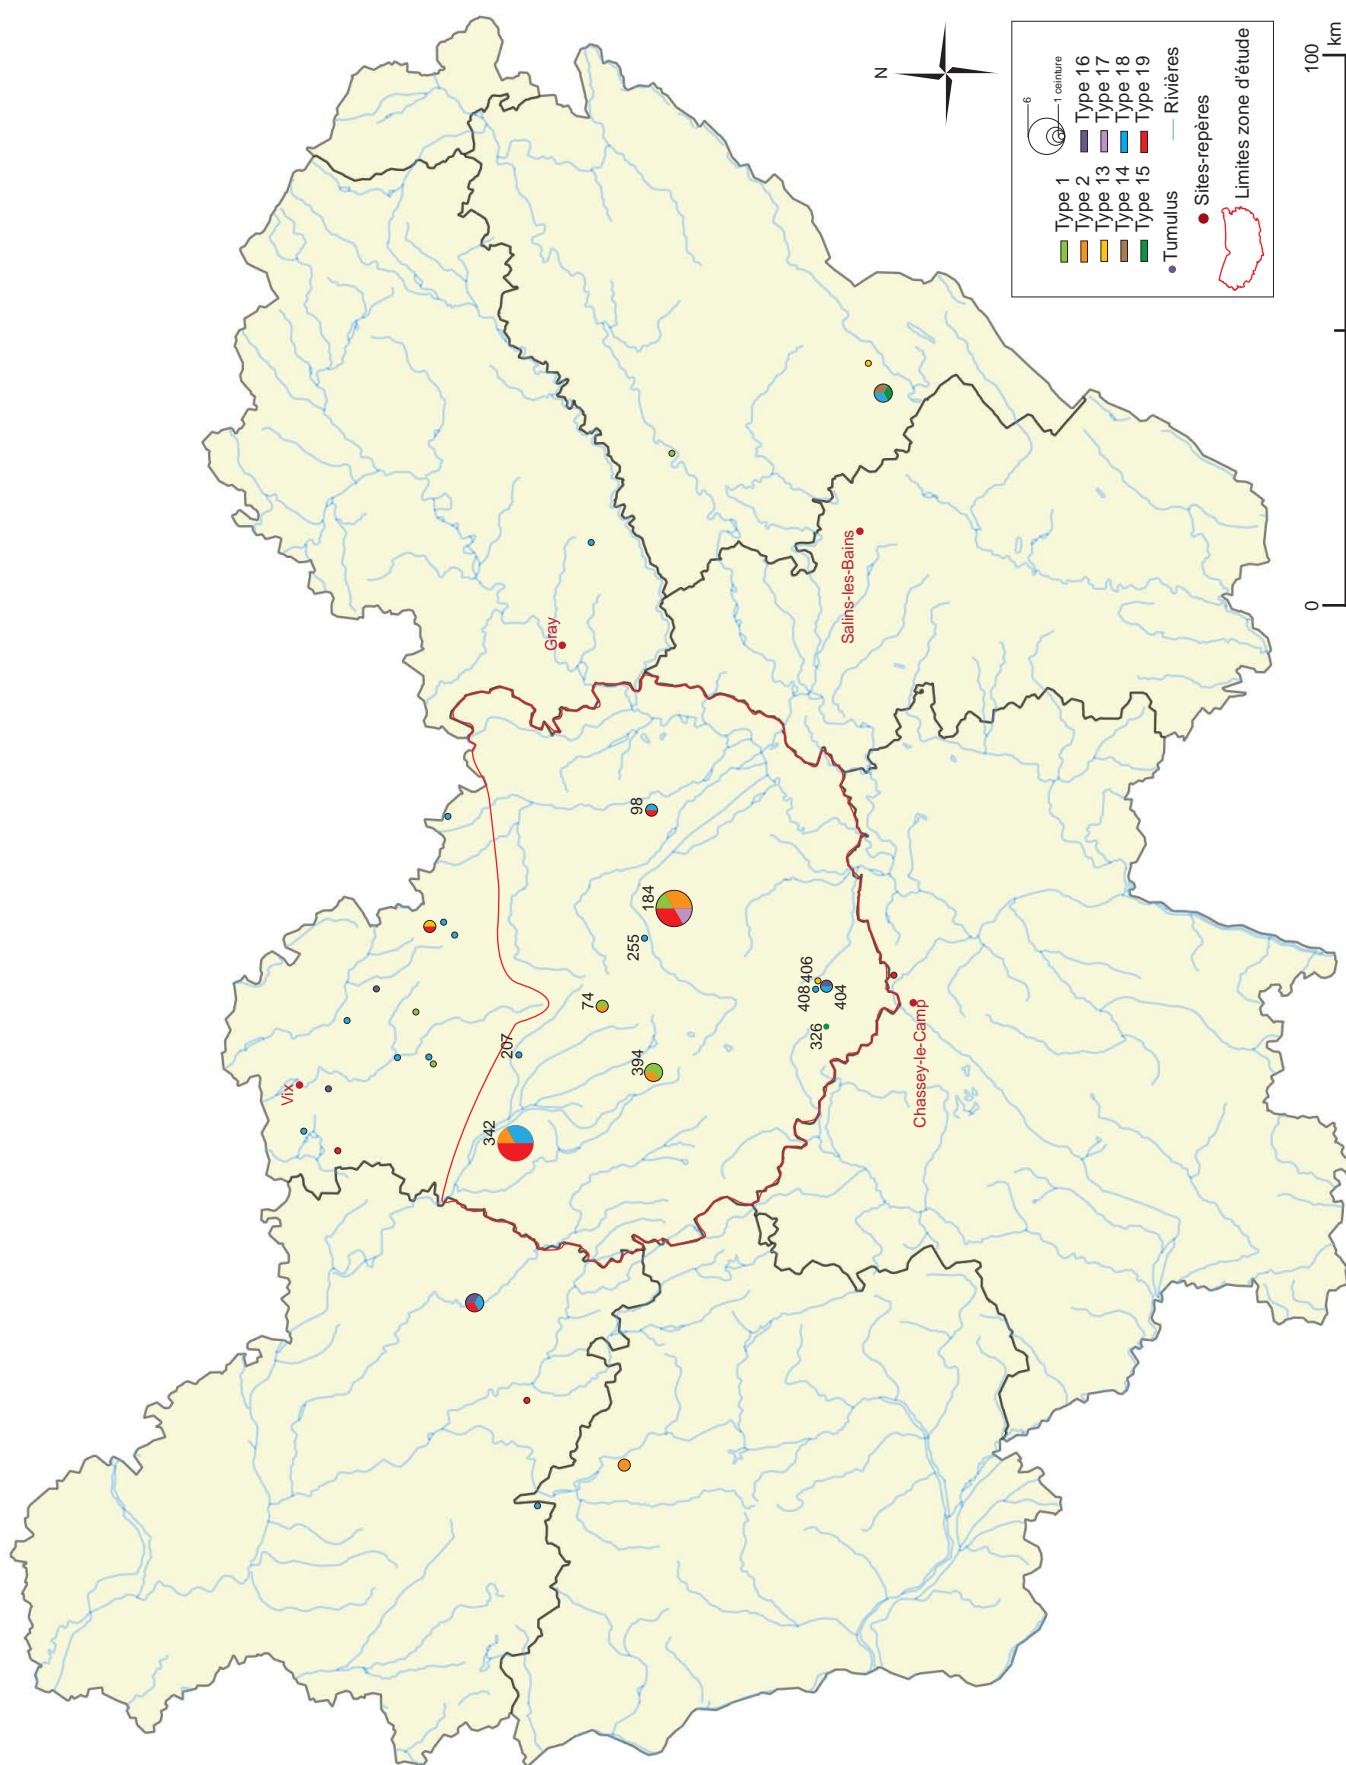 Vix
Gray
Salins-les-Bains
Chassey-le-Camp
342
207
74
394
255
184
98
326
408
406
404
N
6
1 ceinture
Type 1
Type 2
Type 13
Type 14
Type 15
Type 16
Type 17
Type 18
Type 19
Tumulus
Rivières
Sites-repères
Limites zone d'étude
0
100
km